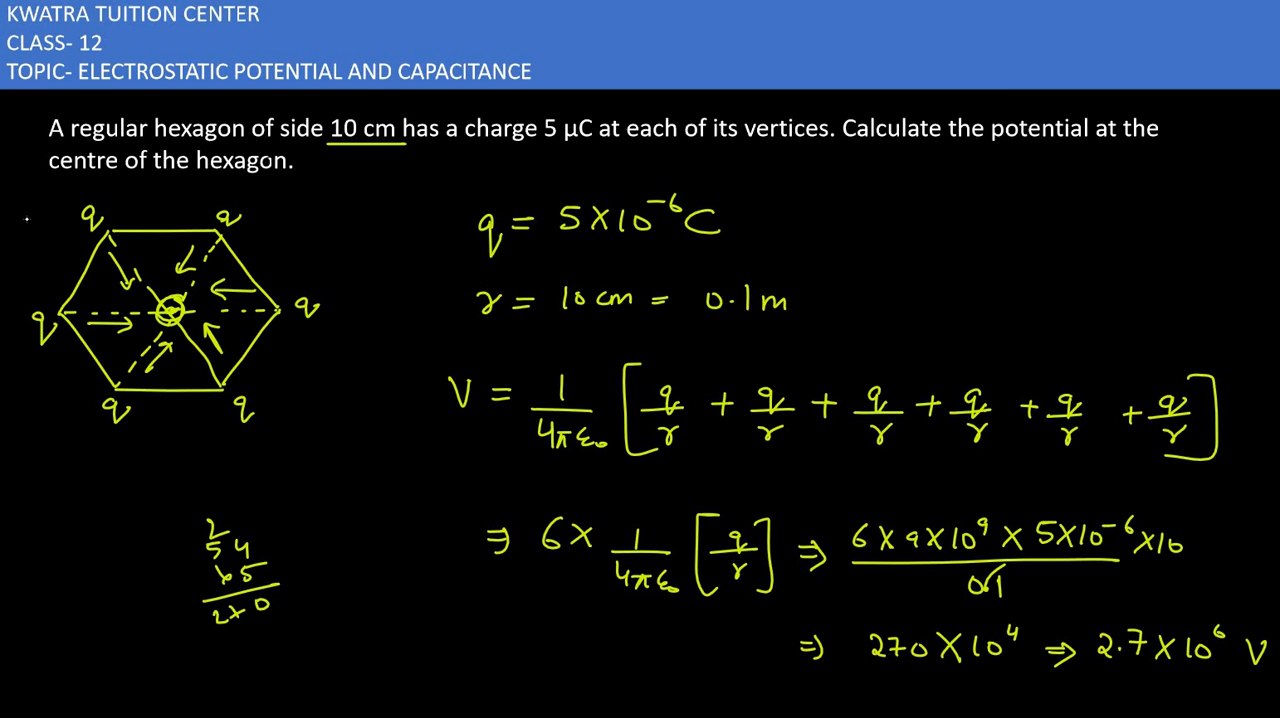 KWATRA TUITION CENTER
CLASS- 12
TOPIC- ELECTROSTATIC POTENTIAL AND CAPACITANCE
A regular hexagon of side 10 cm has a charge 5 µC at each of its vertices. Calculate the potential at the
centre of the hexagon.
q q
q q
q q
q = 5×10⁻⁶ C
r = 10 cm = 0.1 m
V = 1/4πε₀ [q/r + q/r + q/r + q/r + q/r + q/r]
⇒ 6× 1/4πε₀ [q/r] ⇒ 6×9×10⁹ × 5×10⁻⁶ ×10 / 0.1
2
54
×5
270
⇒ 270×10⁴ ⇒ 2.7×10⁶ V